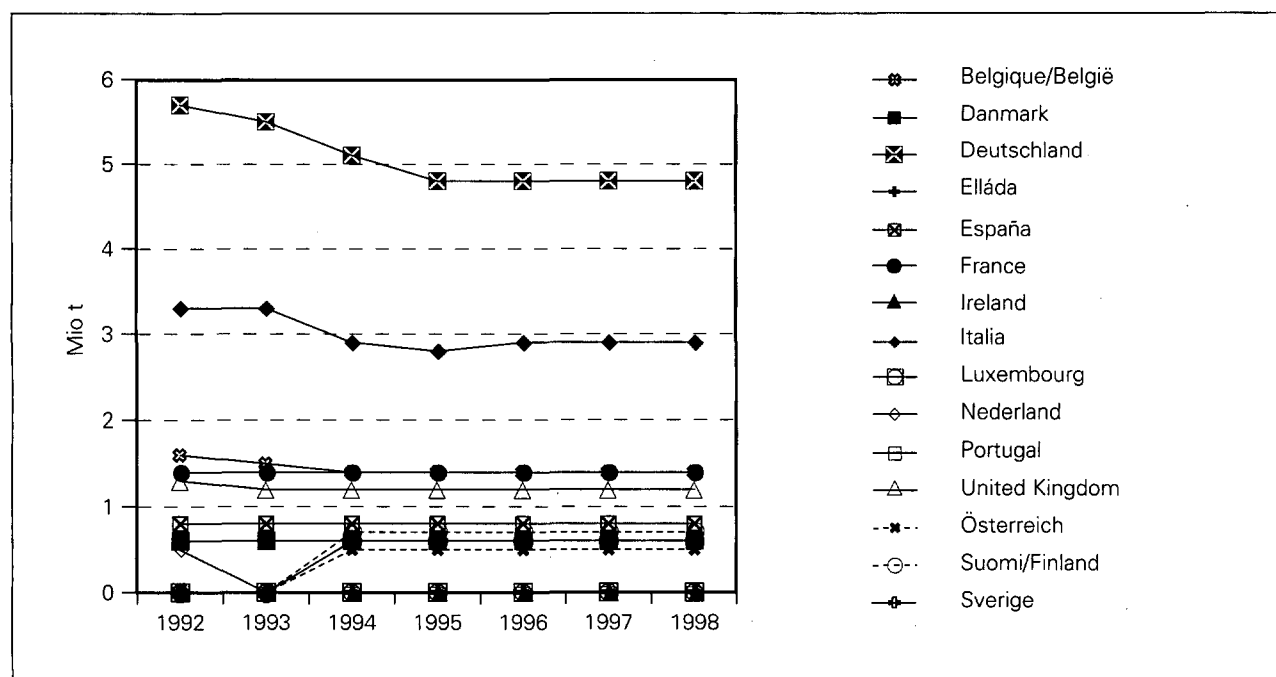 6
5
4
3
2
1
0
Mio t
1992 1993 1994 1995 1996 1997 1998
Belgique/België
Danmark
Deutschland
Elláda
España
France
Ireland
Italia
Luxembourg
Nederland
Portugal
United Kingdom
Österreich
Suomi/Finland
Sverige